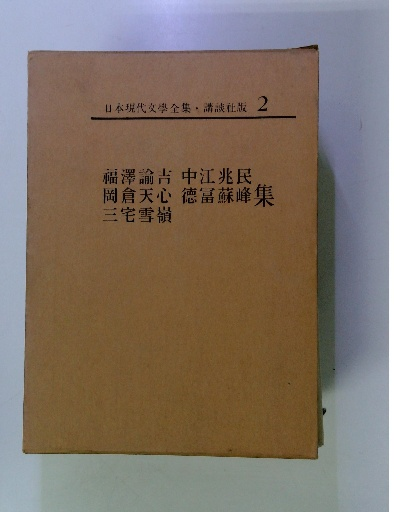 日本現代文學全集・講談社版 2
福澤諭吉 中江兆民
岡倉天心 德富蘇峰集
三宅雪嶺